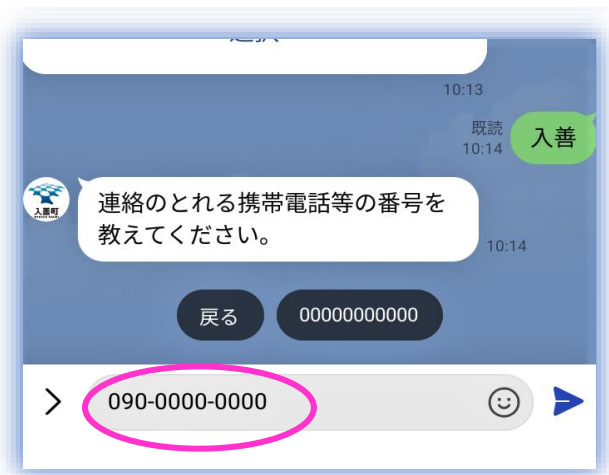 10:13
既読
10:14
入善
入善町
連絡のとれる携帯電話等の番号を
教えてください。
10:14
戻る
00000000000
090-0000-0000